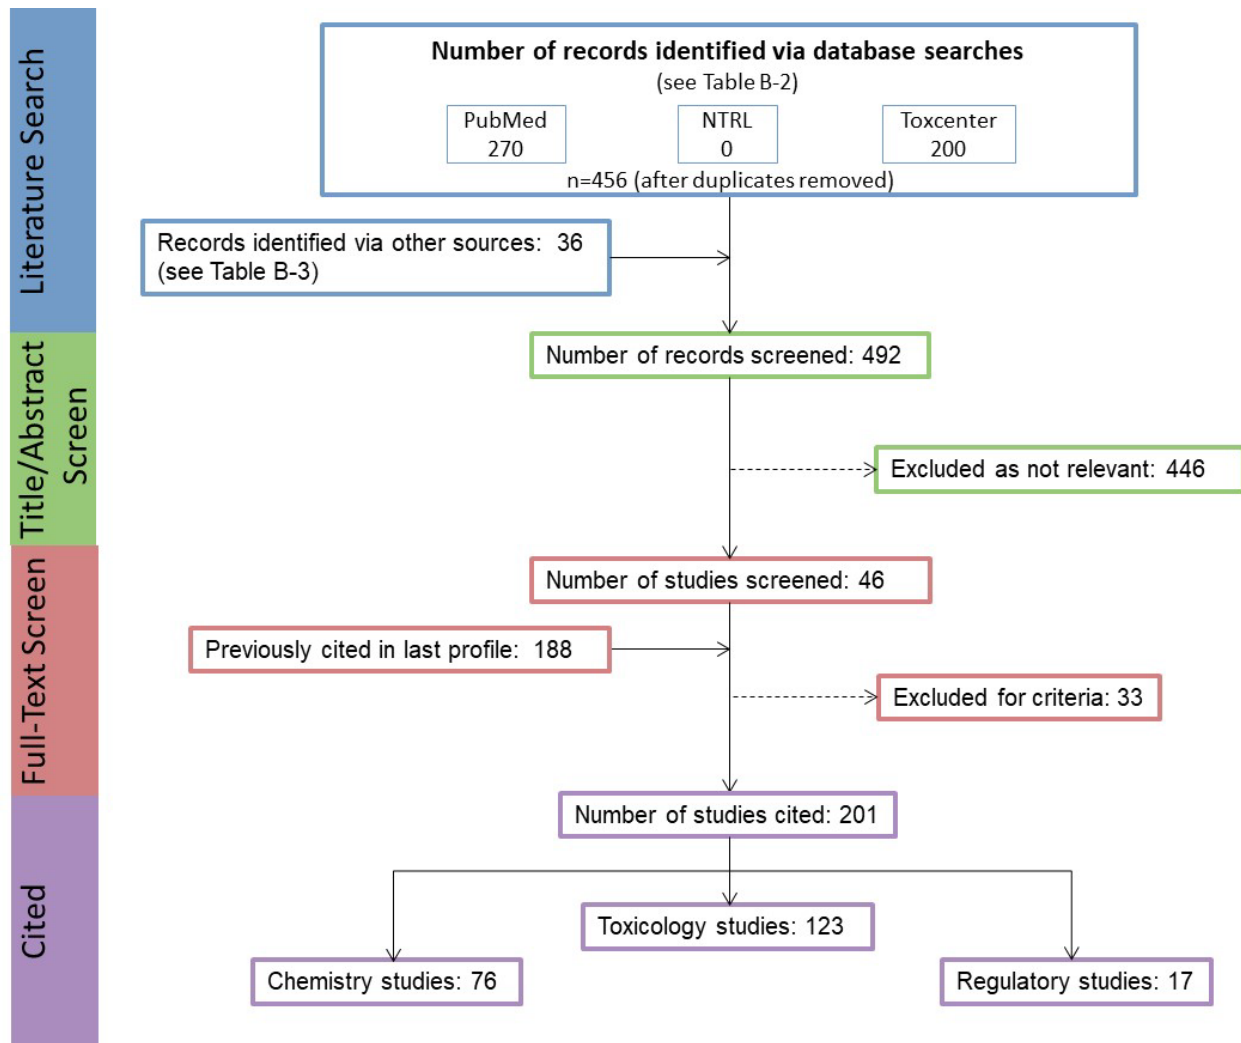 Literature Search
Number of records identified via database searches
(see Table B-2)
PubMed
270
NTRL
0
Toxcenter
200
n=456 (after duplicates removed)
Records identified via other sources: 36
(see Table B-3)
Title/Abstract
Screen
Number of records screened: 492
Excluded as not relevant: 446
Full-Text Screen
Number of studies screened: 46
Previously cited in last profile: 188
Excluded for criteria: 33
Cited
Number of studies cited: 201
Toxicology studies: 123
Chemistry studies: 76
Regulatory studies: 17